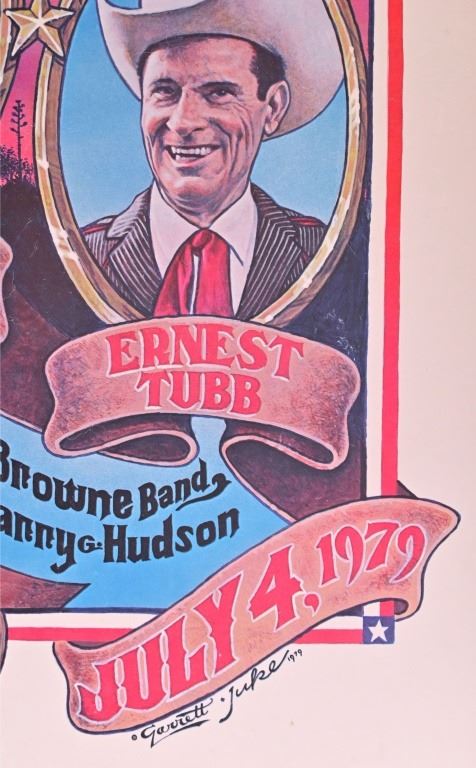 ERNEST
TUBB
Browne Band,
anny G. Hudson
JULY 4, 1979
© Garrett Juke 1979